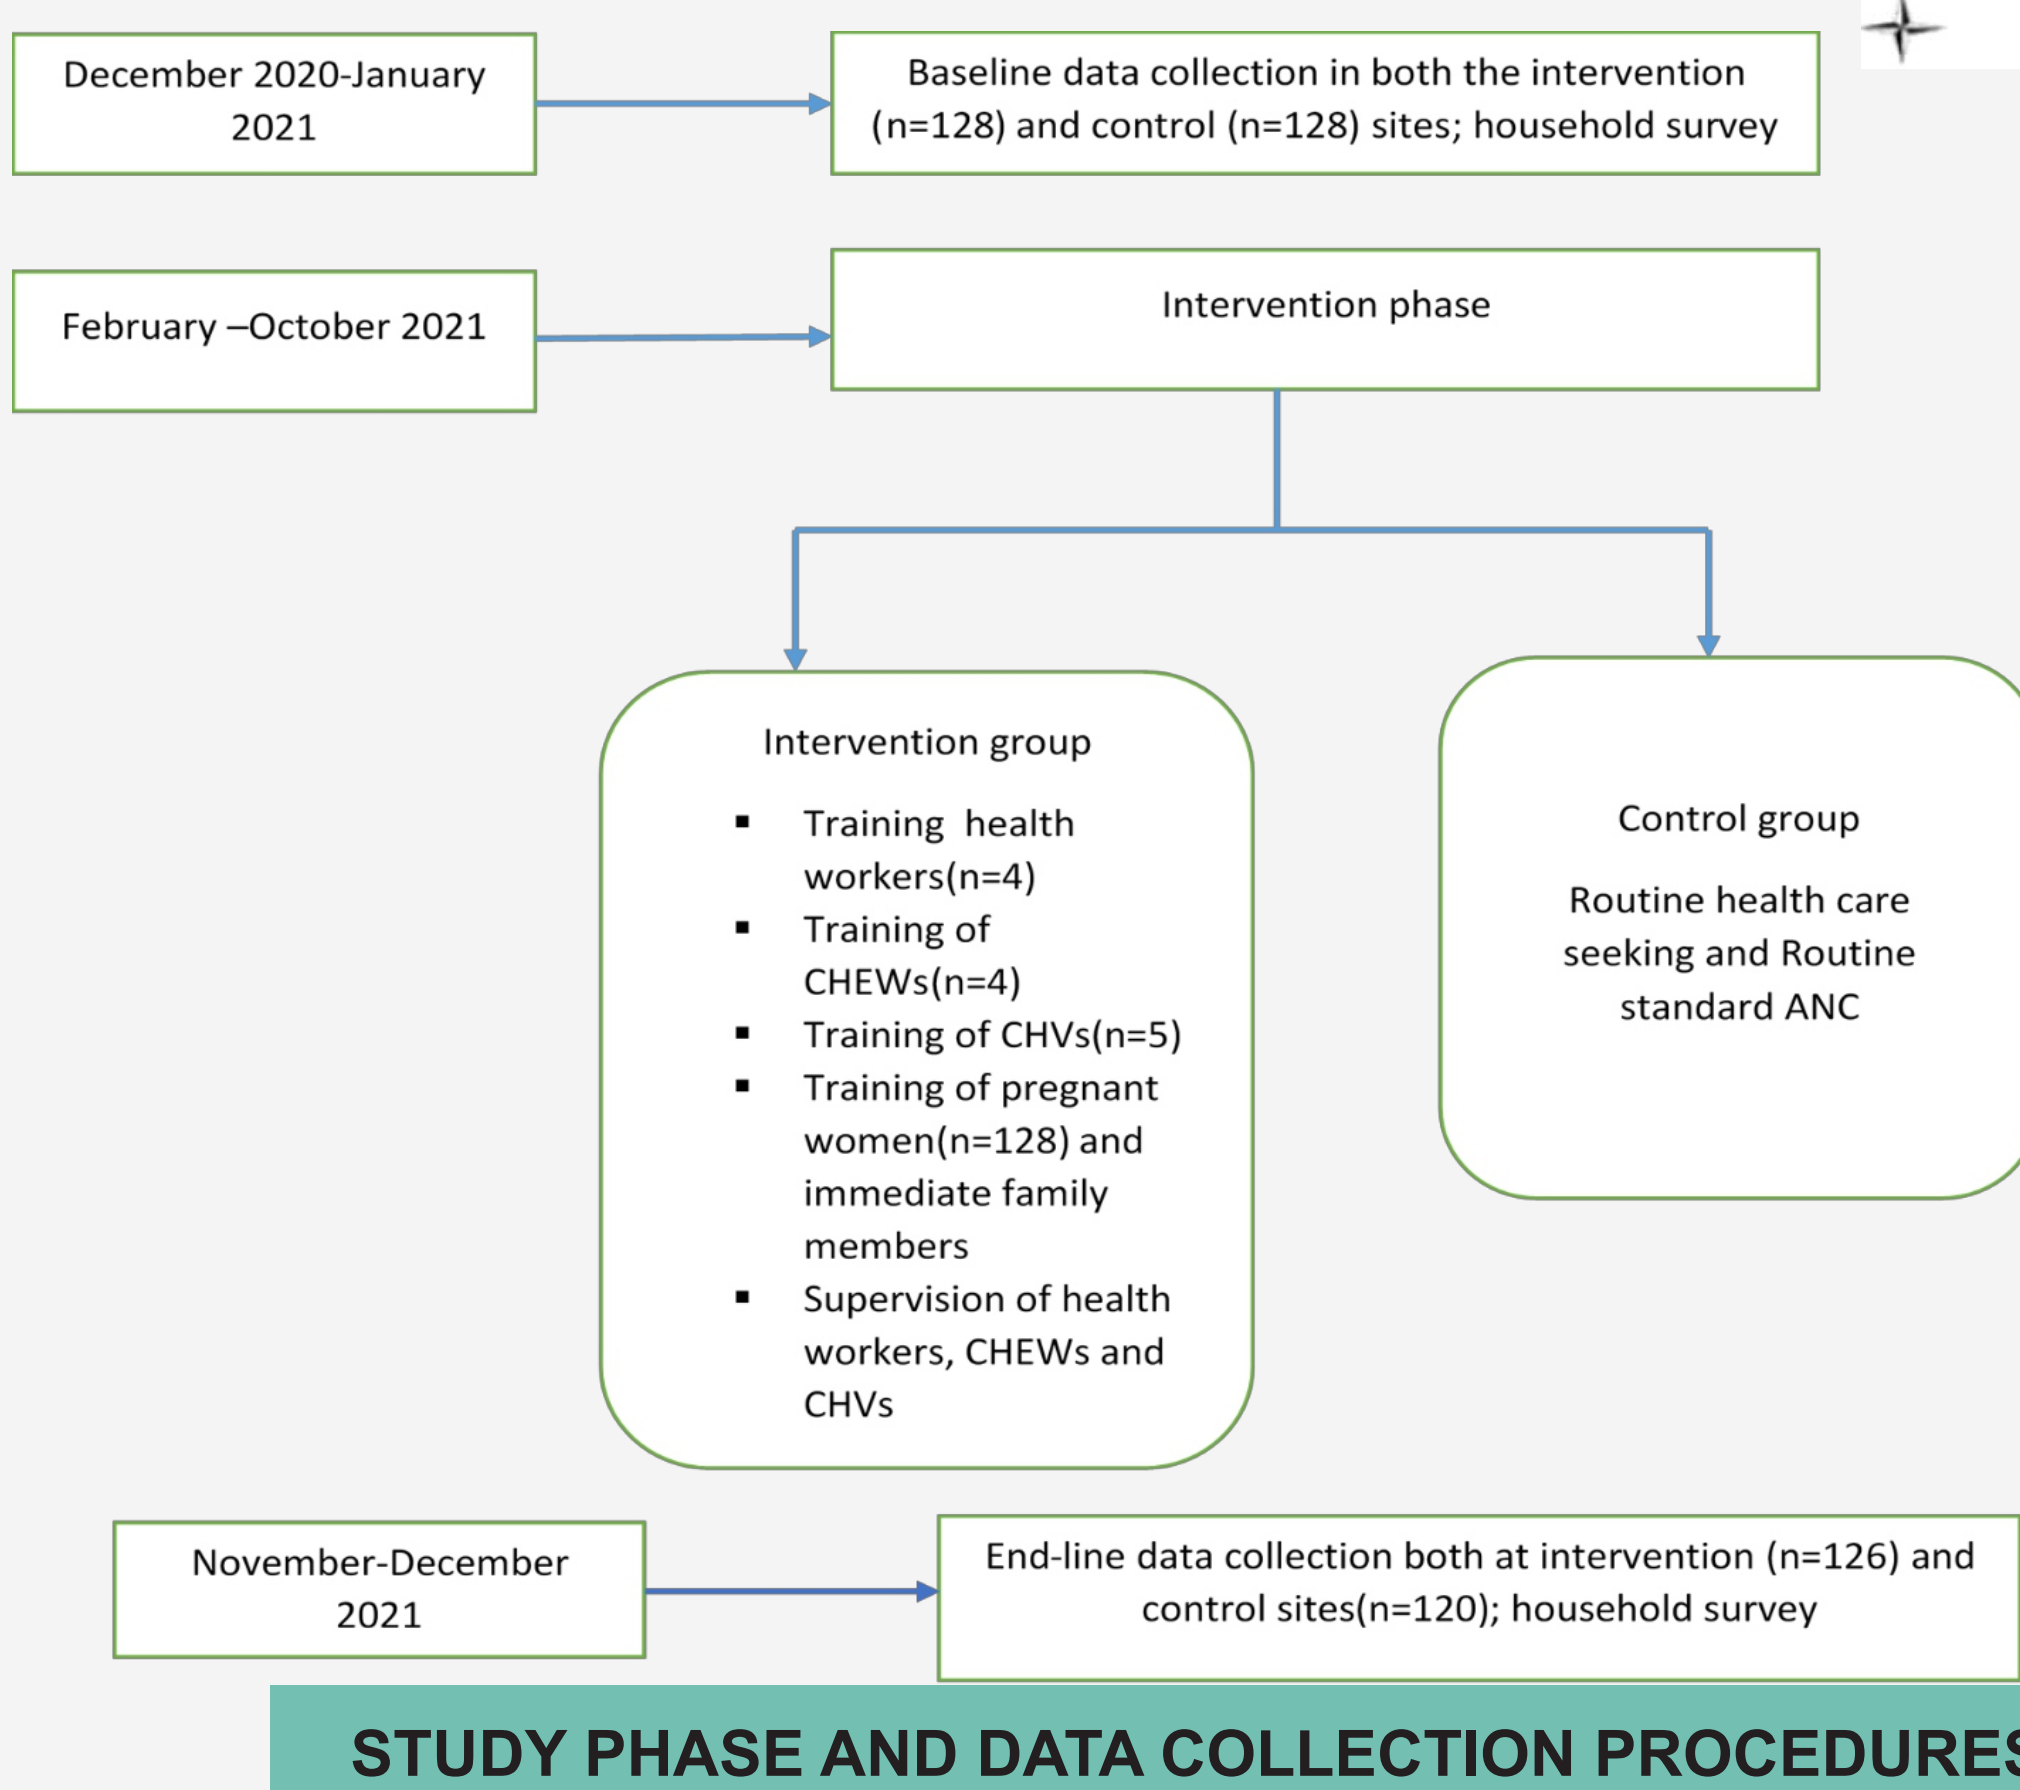 December 2020-January
2021
Baseline data collection in both the intervention
(n=128) and control (n=128) sites; household survey
February –October 2021
Intervention phase
Intervention group
▪ Training  health
workers(n=4)
▪ Training of
CHEWs(n=4)
▪ Training of CHVs(n=5)
▪ Training of pregnant
women(n=128) and
immediate family
members
▪ Supervision of health
workers, CHEWs and
CHVs
Control group
Routine health care
seeking and Routine
standard ANC
November-December
2021
End-line data collection both at intervention (n=126) and
control sites(n=120); household survey
STUDY PHASE AND DATA COLLECTION PROCEDURES